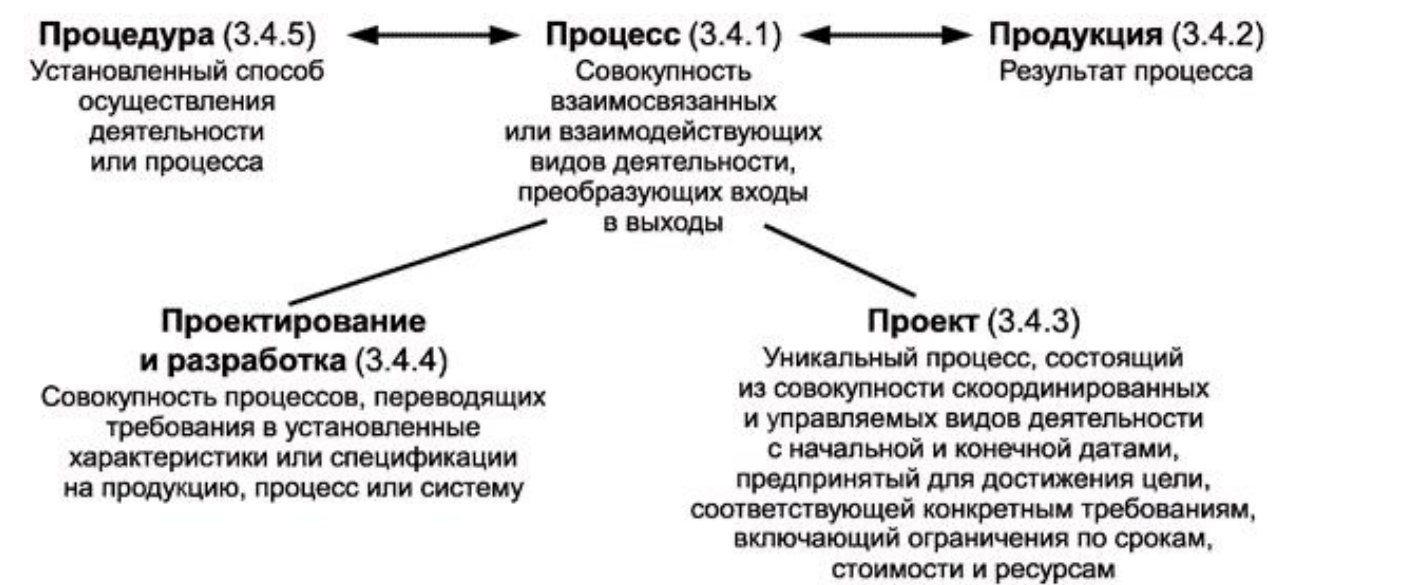 Процедура (3.4.5)
Установленный способ
осуществления
деятельности
или процесса
Процесс (3.4.1)
Совокупность
взаимосвязанных
или взаимодействующих
видов деятельности,
преобразующих входы
в выходы
Продукция (3.4.2)
Результат процесса
Проектирование
и разработка (3.4.4)
Совокупность процессов, переводящих
требования в установленные
характеристики или спецификации
на продукцию, процесс или систему
Проект (3.4.3)
Уникальный процесс, состоящий
из совокупности скоординированных
и управляемых видов деятельности
с начальной и конечной датами,
предпринятый для достижения цели,
соответствующей конкретным требованиям,
включающий ограничения по срокам,
стоимости и ресурсам